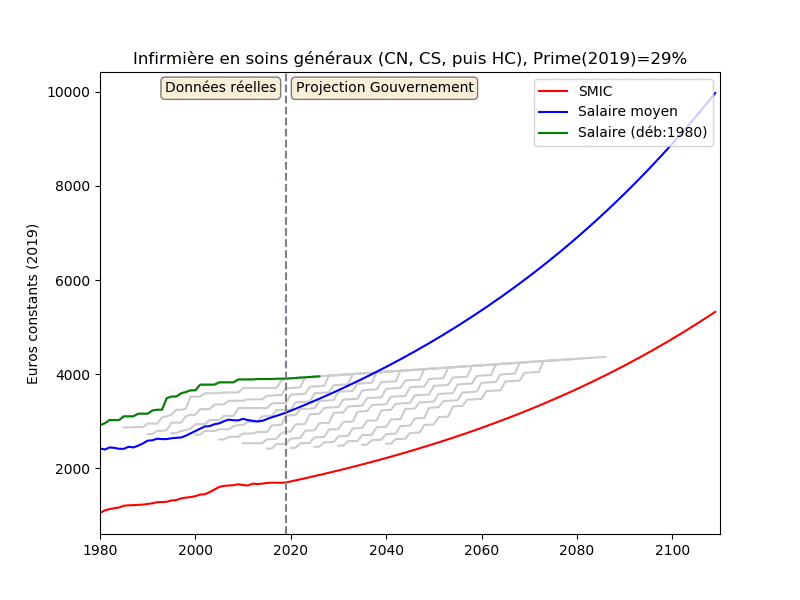 Infirmière en soins généraux (CN, CS, puis HC), Prime(2019)=29%
Données réelles
Projection Gouvernement
SMIC
Salaire moyen
Salaire (déb:1980)
Euros constants (2019)
10000
8000
6000
4000
2000
1980 2000 2020 2040 2060 2080 2100